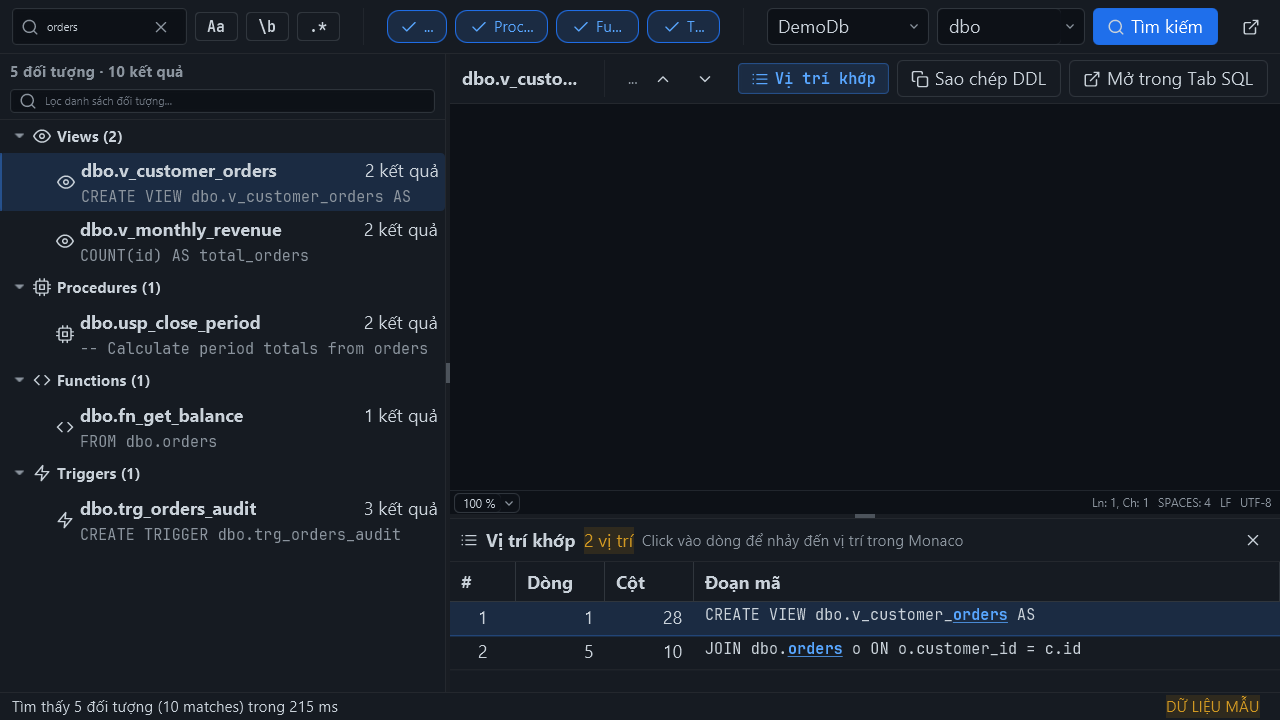 orders Aa \b .* ... Proc... Fu... T... DemoDb dbo Tìm kiếm
5 đối tượng · 10 kết quả
Lọc danh sách đối tượng...
Views (2)
dbo.v_customer_orders 2 kết quả
CREATE VIEW dbo.v_customer_orders AS
dbo.v_monthly_revenue 2 kết quả
COUNT(id) AS total_orders
Procedures (1)
dbo.usp_close_period 2 kết quả
-- Calculate period totals from orders
Functions (1)
dbo.fn_get_balance 1 kết quả
FROM dbo.orders
Triggers (1)
dbo.trg_orders_audit 3 kết quả
CREATE TRIGGER dbo.trg_orders_audit
dbo.v_custo... ... Vị trí khớp Sao chép DDL Mở trong Tab SQL
100 % Ln: 1, Ch: 1 SPACES: 4 LF UTF-8
Vị trí khớp 2 vị trí Click vào dòng để nhảy đến vị trí trong Monaco
# Dòng Cột Đoạn mã
1 1 28 CREATE VIEW dbo.v_customer_orders AS
2 5 10 JOIN dbo.orders o ON o.customer_id = c.id
Tìm thấy 5 đối tượng (10 matches) trong 215 ms DỮ LIỆU MẪU